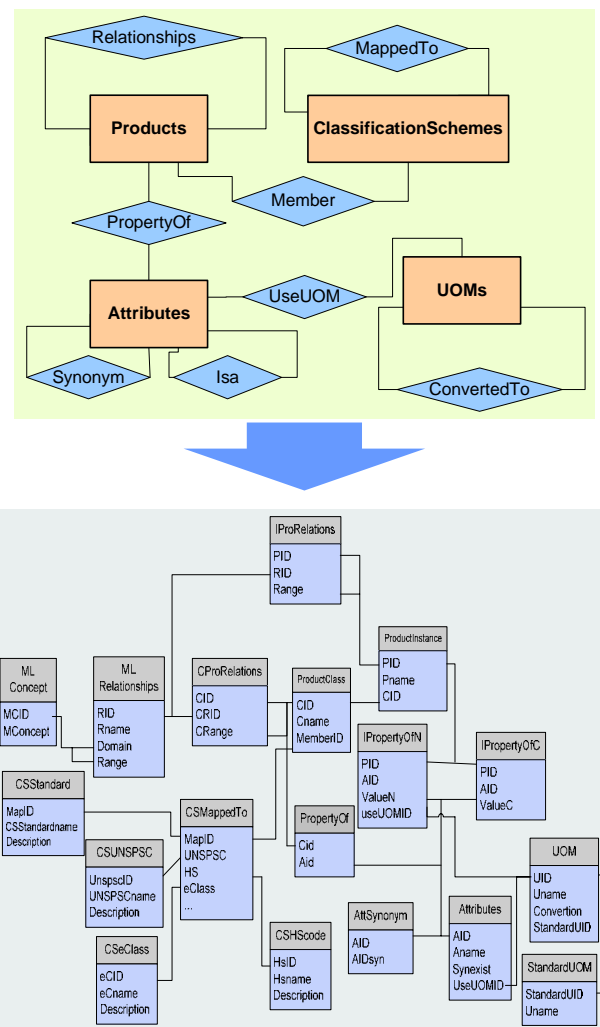 Relationships
MappedTo
Products
ClassificationSchemes
Member
PropertyOf
Attributes
UseUOM
UOMs
Synonym
Isa
ConvertedTo
IProRelations
PID
RID
Range
ProductInstance
PID
Pname
CID
ML
Concept
MCID
MConcept
ML
Relationships
RID
Rname
Domain
Range
CProRelations
CID
CRID
CRange
ProductClass
CID
Cname
MemberID
IPropertyOfN
PID
AID
ValueN
useUOMID
IPropertyOfC
PID
AID
ValueC
CSStandard
MapID
CSStandardname
Description
CSMappedTo
MapID
UNSPSC
HS
eClass
...
PropertyOf
Cid
Aid
CSUNSPSC
UnspscID
UNSPSCname
Description
UOM
UID
Uname
Convertion
StandardUID
CSeClass
eCID
eCname
Description
CSHScode
HsID
Hsname
Description
AttSynonym
AID
AIDsyn
Attributes
AID
Aname
Synexist
UseUOMID
StandardUOM
StandardUID
Uname